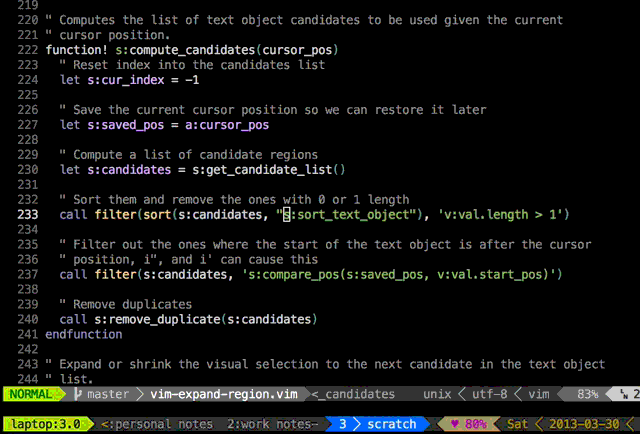 219
220 " Computes the list of text object candidates to be used given the current
221 " cursor position.
222 function! s:compute_candidates(cursor_pos)
223   " Reset index into the candidates list
224   let s:cur_index = -1
225
226   " Save the current cursor position so we can restore it later
227   let s:saved_pos = a:cursor_pos
228
229   " Compute a list of candidate regions
230   let s:candidates = s:get_candidate_list()
231
232   " Sort them and remove the ones with 0 or 1 length
233   call filter(sort(s:candidates, "s:sort_text_object"), 'v:val.length > 1')
234
235   " Filter out the ones where the start of the text object is after the cursor
236   " position, i", and i' can cause this
237   call filter(s:candidates, 's:compare_pos(s:saved_pos, v:val.start_pos)')
238
239   " Remove duplicates
240   call s:remove_duplicate(s:candidates)
241 endfunction
242
243 " Expand or shrink the visual selection to the next candidate in the text object
244 " list.
NORMAL master vim-expand-region.vim <_candidates unix utf-8 vim 83% LN 2
laptop:3.0 <:personal notes 2:work notes- 3 scratch ♥ 80% Sat 2013-03-30